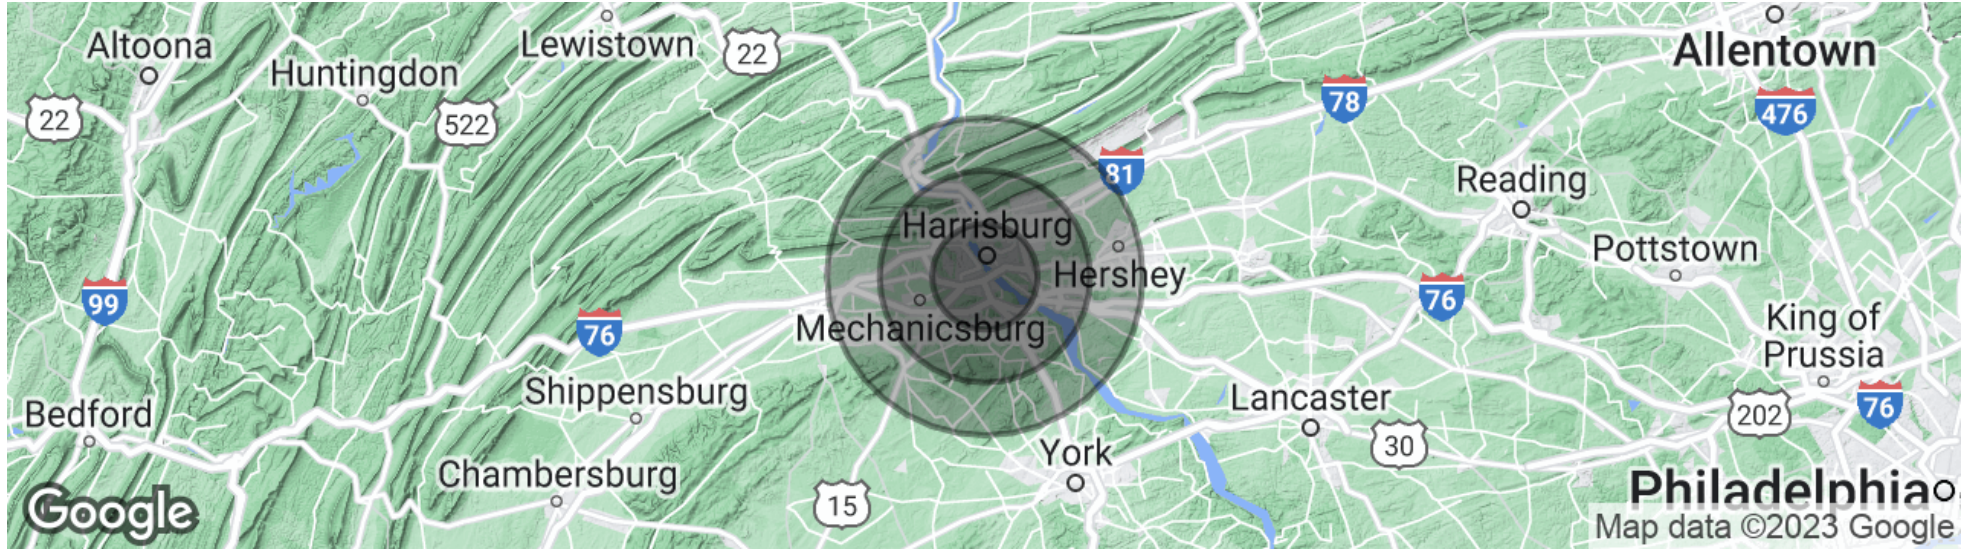 Altoona
Lewistown
22
Allentown
Huntingdon
22
522
78
476
81
Reading
Harrisburg
Pottstown
Hershey
99
76
76
Mechanicsburg
King of
Prussia
Shippensburg
Bedford
Lancaster
202
76
York
30
Chambersburg
15
Philadelphia
Google
Map data ©2023 Google